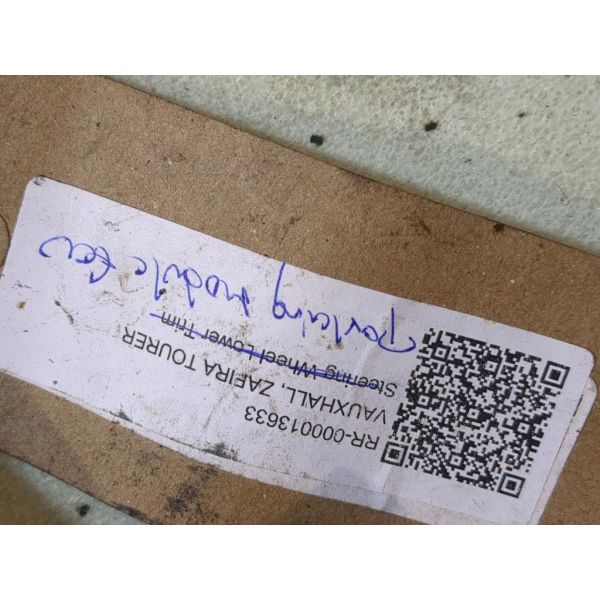 RR-000013633
VAUXHALL, ZAFIRA TOURER
Steering Wheel Lower Trim
Parking module ecu